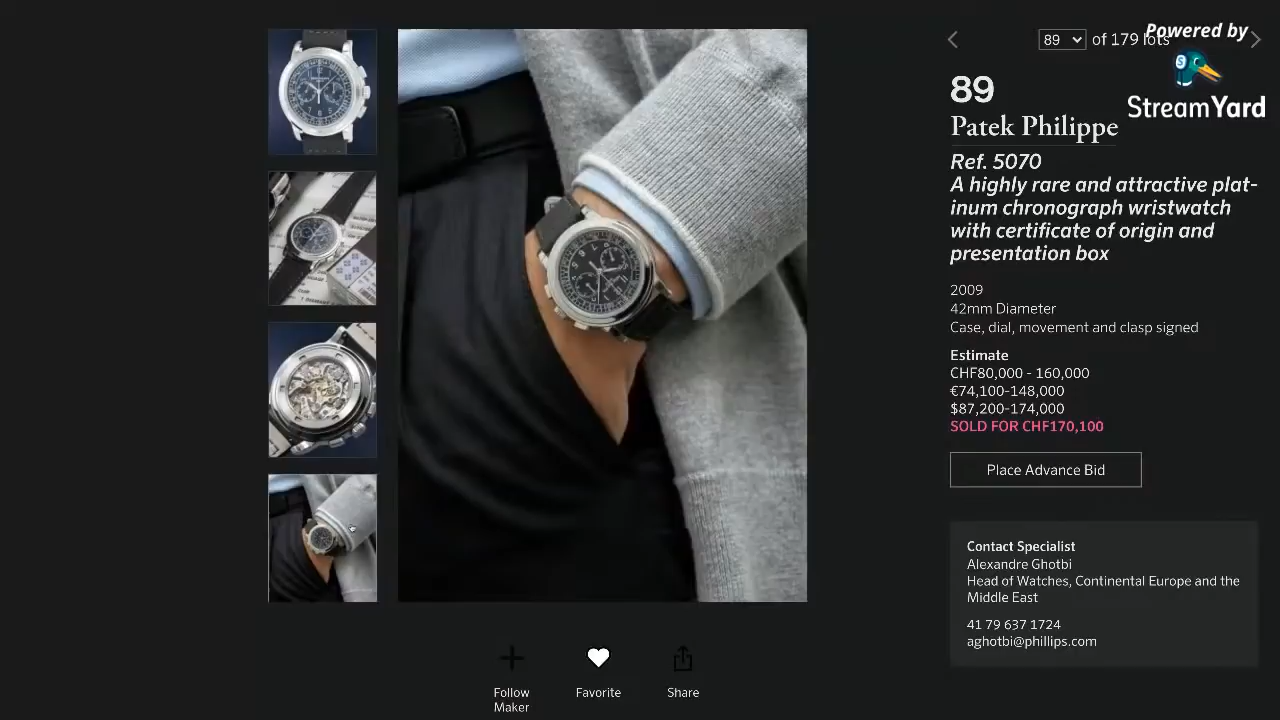 89 of 179 lots
Powered by
StreamYard
89
Patek Philippe
Ref. 5070
A highly rare and attractive plat-
inum chronograph wristwatch
with certificate of origin and
presentation box
2009
42mm Diameter
Case, dial, movement and clasp signed
Estimate
CHF80,000 - 160,000
€74,100-148,000
$87,200-174,000
SOLD FOR CHF170,100
Place Advance Bid
Contact Specialist
Alexandre Ghotbi
Head of Watches, Continental Europe and the
Middle East
41 79 637 1724
aghotbi@phillips.com
Follow
Maker
Favorite
Share